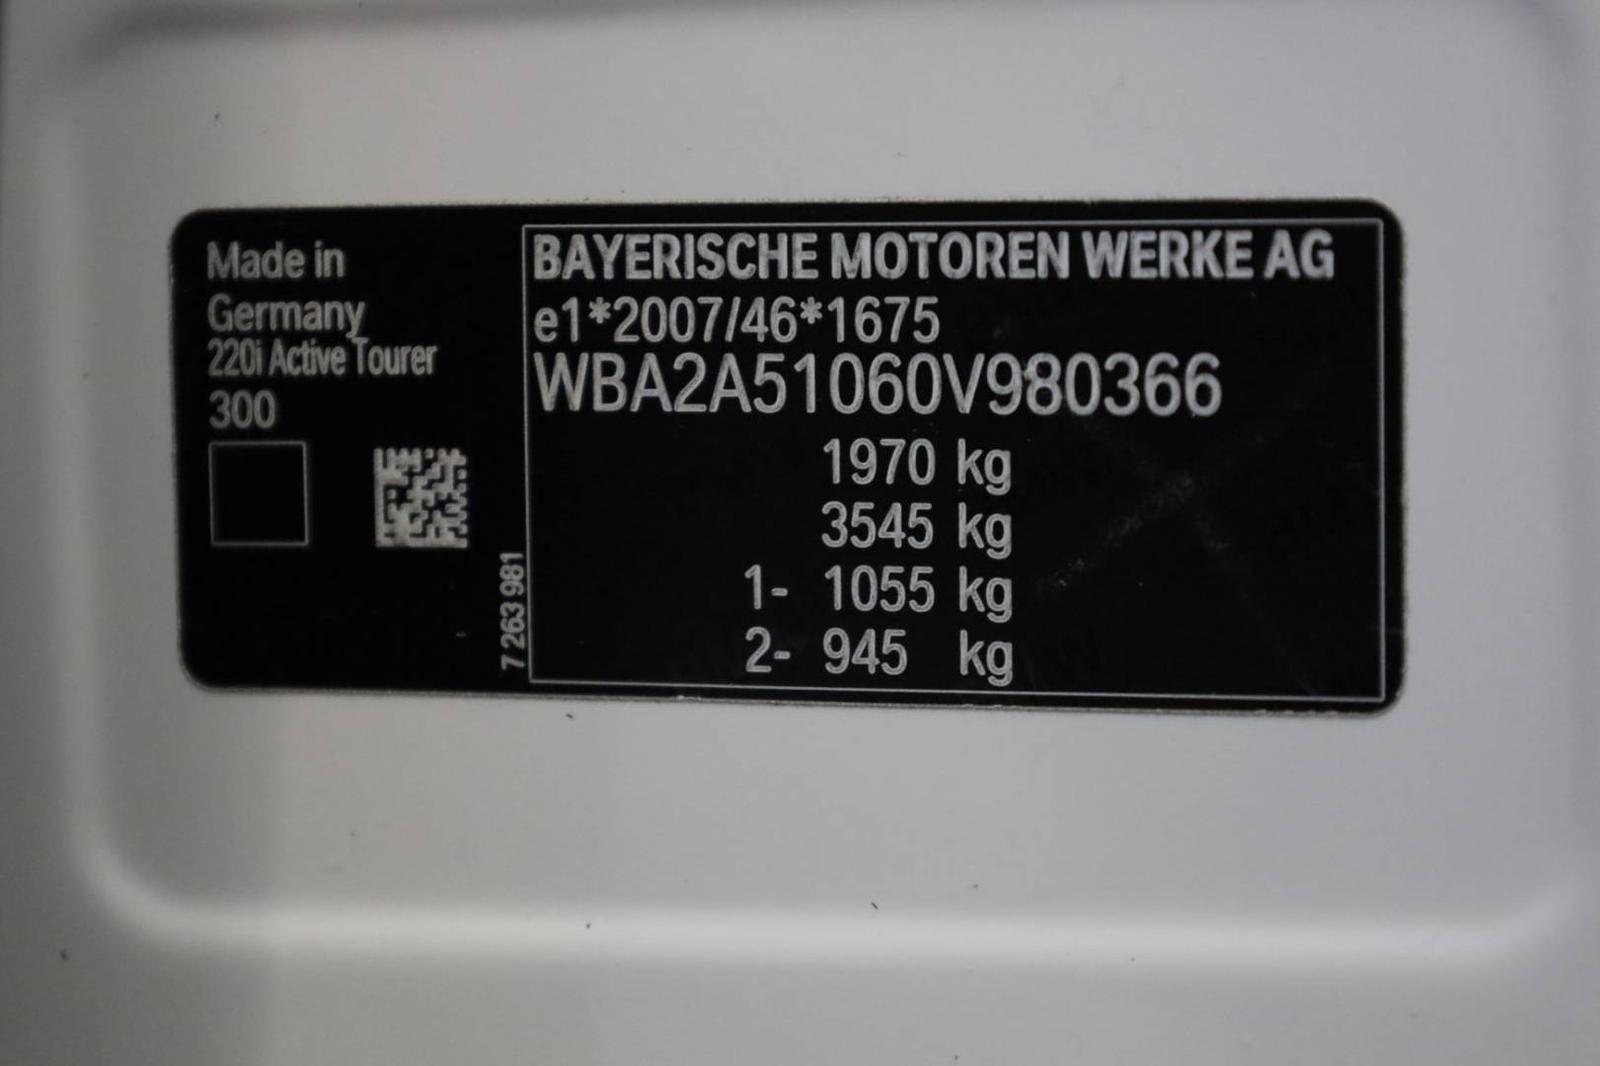 Made in
Germany
220i Active Tourer
300
7 263 981
BAYERISCHE MOTOREN WERKE AG
e1*2007/46*1675
WBA2A51060V980366
1970 kg
3545 kg
1- 1055 kg
2- 945 kg